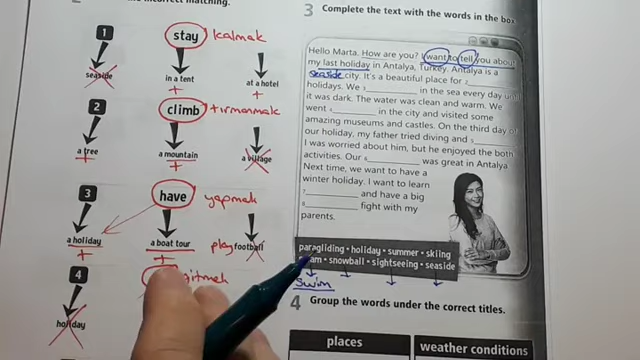 incorrect matching.
1
stay kalmak
seaside
in a tent
at a hotel
+
+
2
climb tırmanmak
a tree
a mountain
a village
+
+
3
have yapmak
a holiday
a boat tour
play football
+
+
4
gitmek
holiday
3 Complete the text with the words in the box
Hello Marta. How are you? I want to tell you about
my last holiday in Antalya, Turkey. Antalya is a
seaside city. It's a beautiful place for
holidays. We in the sea every day until
it was dark. The water was clean and warm. We
went in the city and visited some
amazing museums and castles. On the third day of
our holiday, my father tried diving and
I was worried about him, but he enjoyed the both
activities. Our was great in Antalya
Next time, we want to have a
winter holiday. I want to learn
7 and have a big
8 fight with my
parents.
paragliding • holiday • summer • skiing
• snowball • sightseeing • seaside
swim
4 Group the words under the correct titles.
places
weather conditions